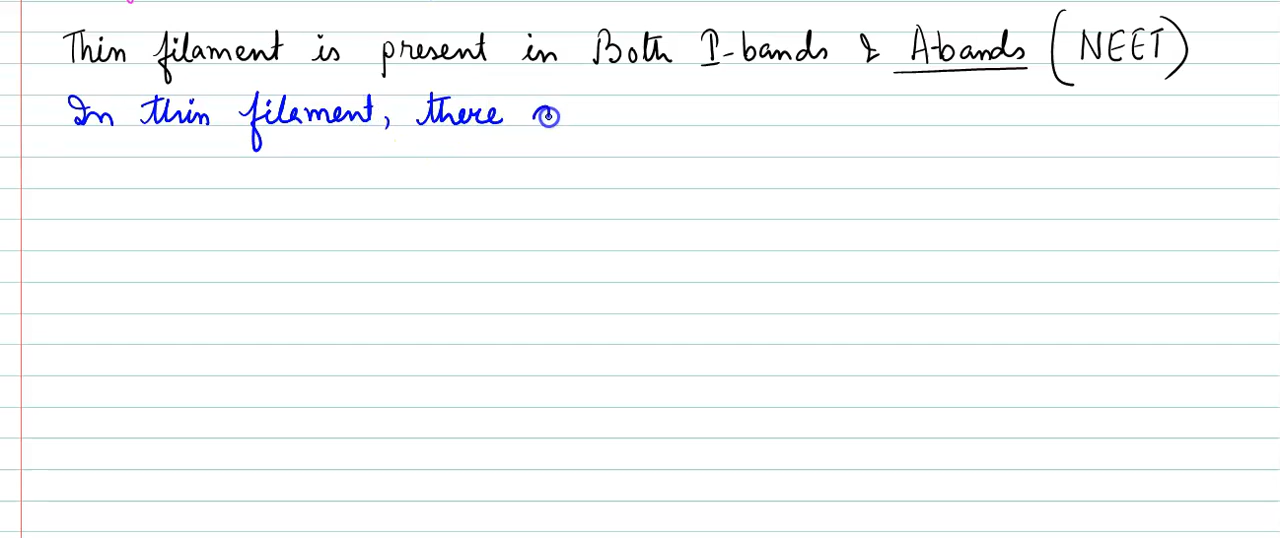 Thin filament is present in Both I-bands & A-bands (NEET)
In thin filament, there